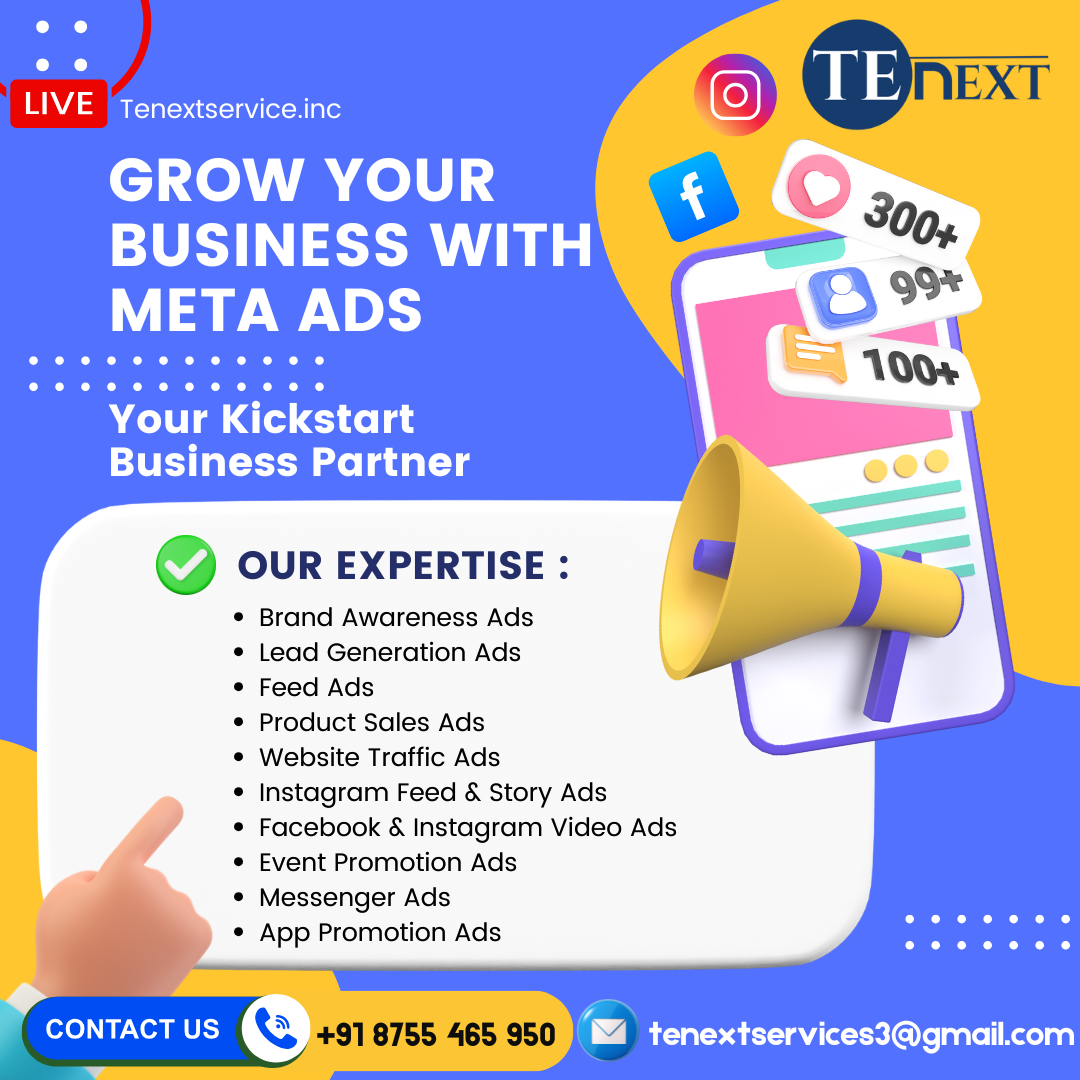 TENEXT
LIVE
Tenextservice.inc
GROW YOUR
BUSINESS WITH
META ADS
300+
99+
100+
Your Kickstart
Business Partner
OUR EXPERTISE :
• Brand Awareness Ads
• Lead Generation Ads
• Feed Ads
• Product Sales Ads
• Website Traffic Ads
• Instagram Feed & Story Ads
• Facebook & Instagram Video Ads
• Event Promotion Ads
• Messenger Ads
• App Promotion Ads
CONTACT US
+91 8755 465 950
tenextservices3@gmail.com